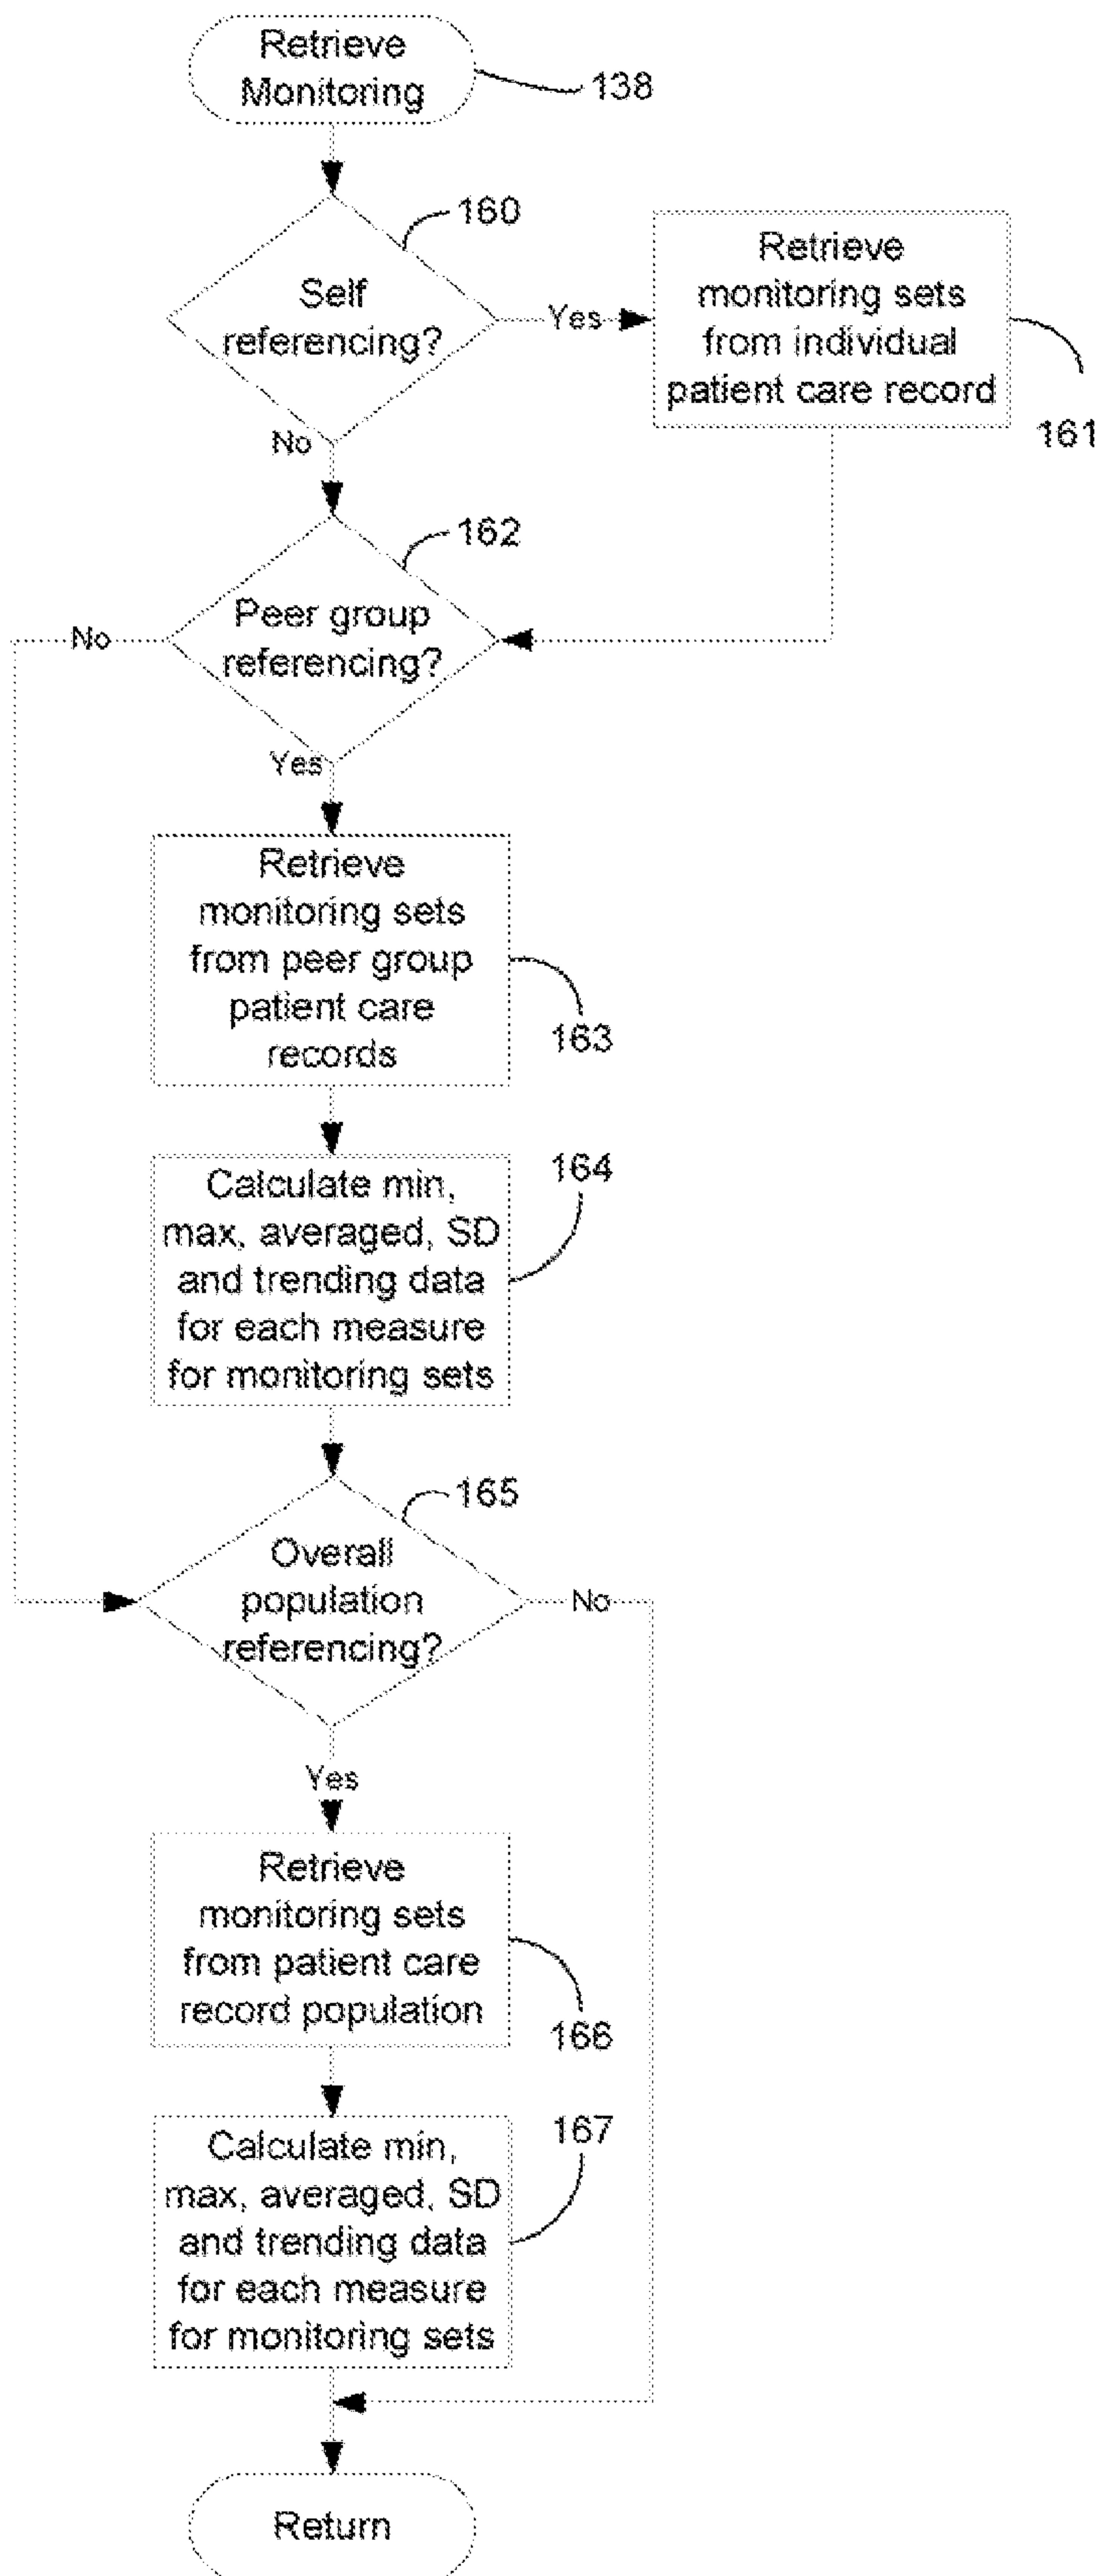 Retrieve
Monitoring
138
160
Self
referencing?
Yes
Retrieve
monitoring sets
from individual
patient care record
161
No
162
Peer group
referencing?
No
Yes
Retrieve
monitoring sets
from peer group
patient care
records
163
Calculate min,
max, averaged, SD
and trending data
for each measure
for monitoring sets
164
165
Overall
population
referencing?
No
Yes
Retrieve
monitoring sets
from patient care
record population
166
Calculate min,
max, averaged, SD
and trending data
for each measure
for monitoring sets
167
Return